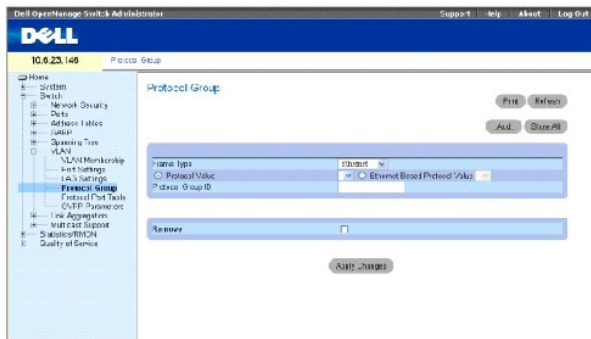 Dell OpenManage Switch Administrator
Support Help About Log Out
DELL
10.6.23.146
Protocol Group
Home
System
Switch
Network Security
Ports
Address Tables
GARP
Spanning Tree
VLAN
VLAN Membership
Port Settings
LAG Settings
Protocol Group
Protocol Port Table
GVRP Parameters
Link Aggregation
Multicast Support
Statistics/RMON
Quality of Service
Protocol Group
Print Refresh
Add Show All
Frame Type Ethernet
Protocol Value Ethernet Based Protocol Value
Protocol Group ID
Remove
Apply Changes